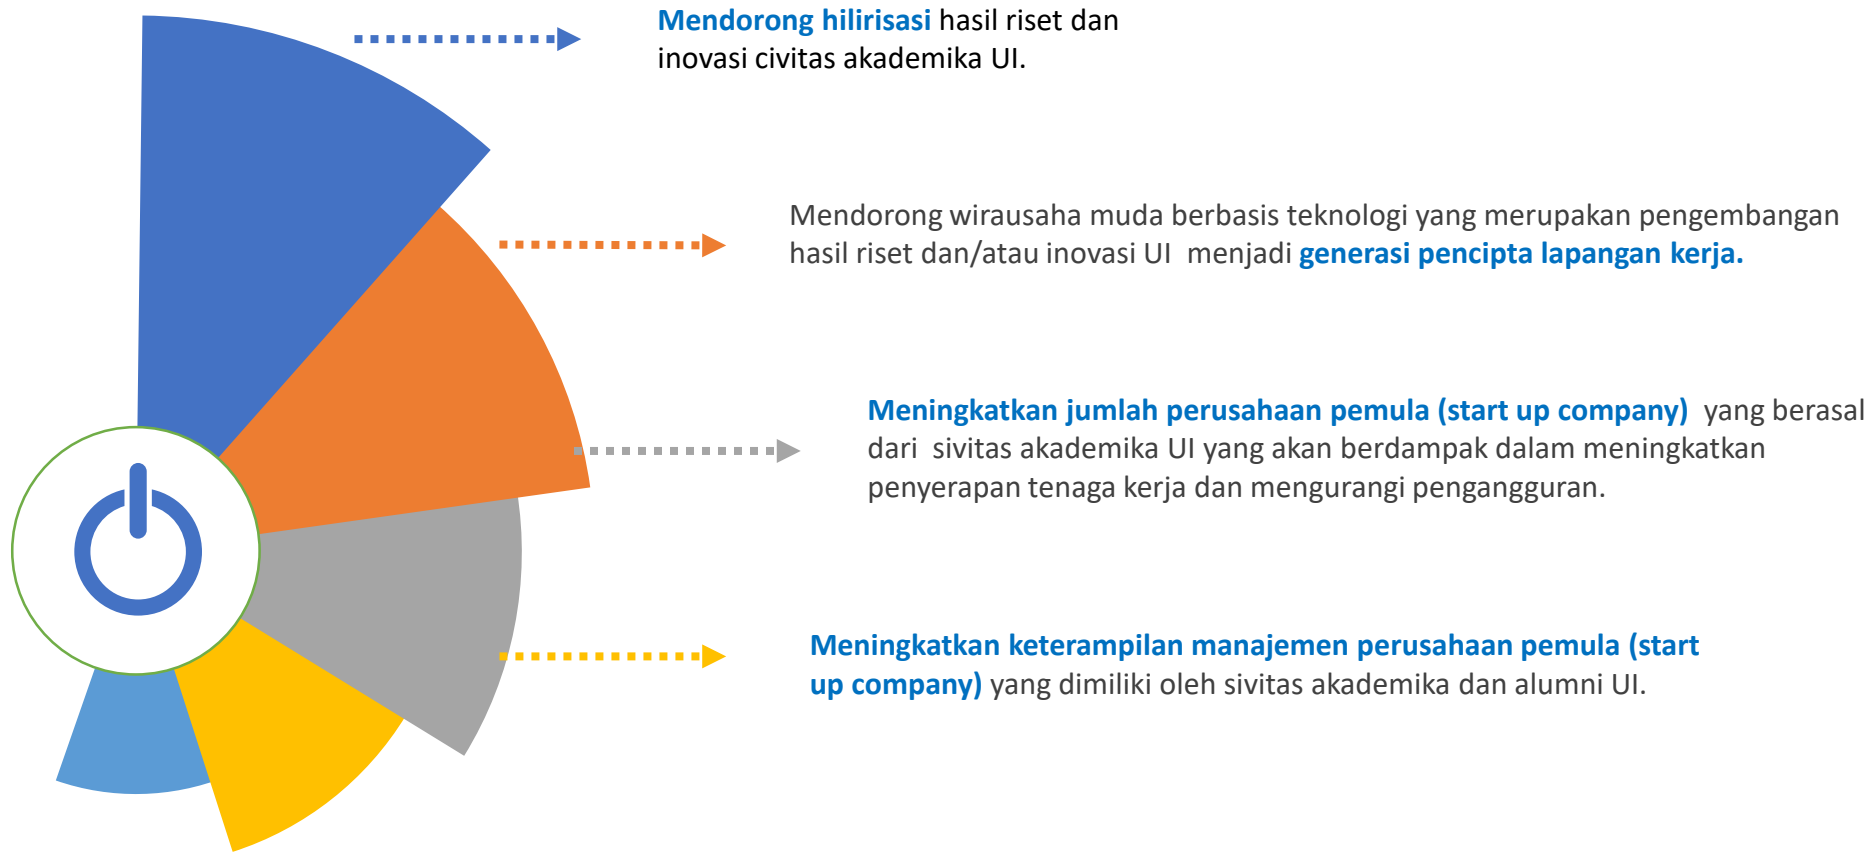 Mendorong hilirisasi hasil riset dan
inovasi civitas akademika UI.
Mendorong wirausaha muda berbasis teknologi yang merupakan pengembangan
hasil riset dan/atau inovasi UI menjadi generasi pencipta lapangan kerja.
Meningkatkan jumlah perusahaan pemula (start up company) yang berasal
dari sivitas akademika UI yang akan berdampak dalam meningkatkan
penyerapan tenaga kerja dan mengurangi pengangguran.
Meningkatkan keterampilan manajemen perusahaan pemula (start
up company) yang dimiliki oleh sivitas akademika dan alumni UI.